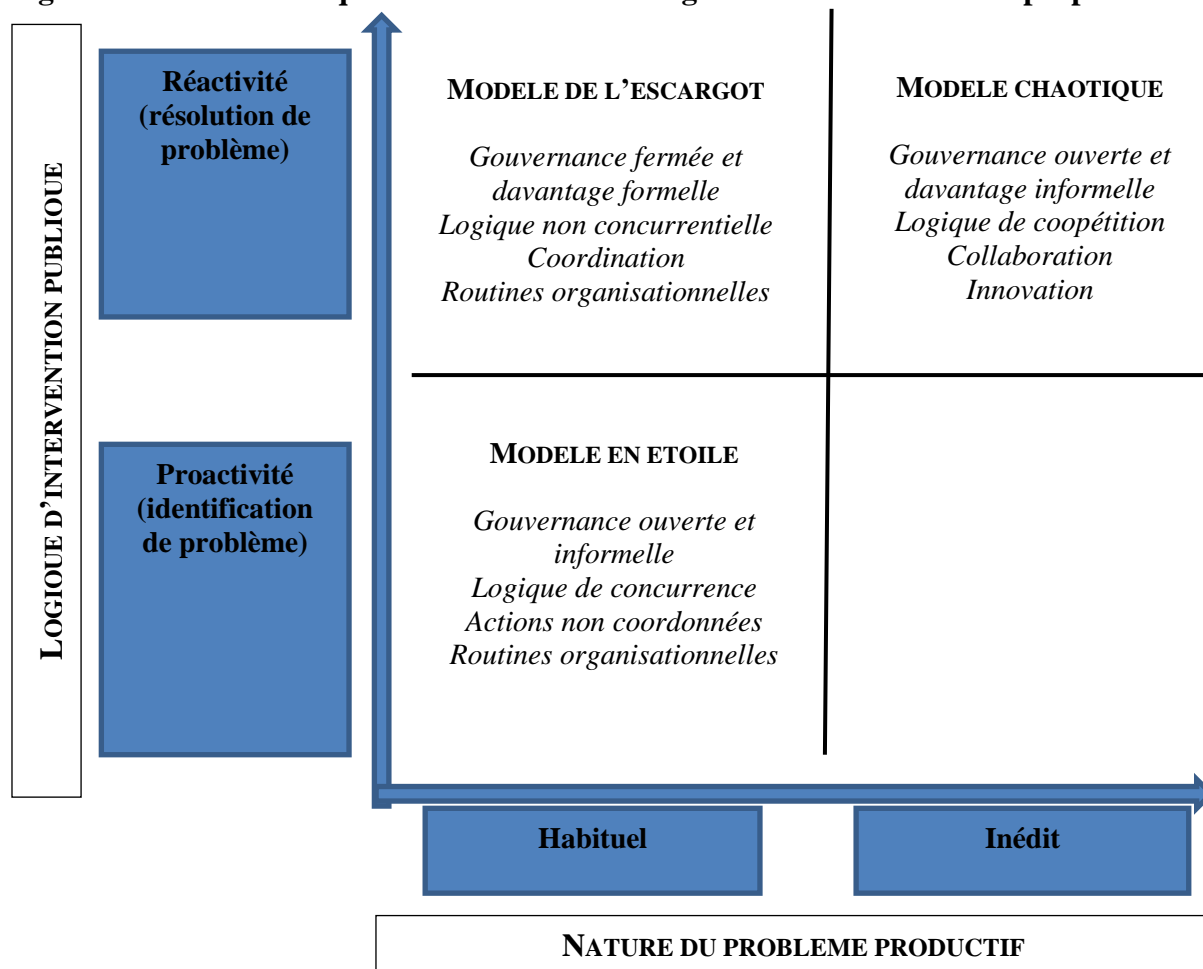 LOGIQUE D’INTERVENTION PUBLIQUE
Réactivité
(résolution de
problème)
MODELE DE L’ESCARGOT
Gouvernance fermée et
davantage formelle
Logique non concurrentielle
Coordination
Routines organisationnelles
MODELE CHAOTIQUE
Gouvernance ouverte et
davantage informelle
Logique de coopétition
Collaboration
Innovation
Proactivité
(identification
de problème)
MODELE EN ETOILE
Gouvernance ouverte et
informelle
Logique de concurrence
Actions non coordonnées
Routines organisationnelles
Habituel
Inédit
NATURE DU PROBLEME PRODUCTIF